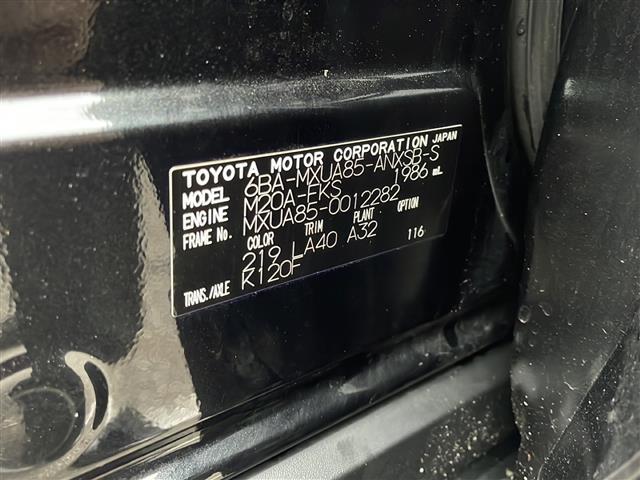 TOYOTA MOTOR CORPORATION JAPAN
MODEL 6BA-MXUA85-ANXSB-S
ENGINE M20A-FKS 1986 mL
FRAME No. MXUA85-0012282
COLOR TRIM PLANT OPTION
219 LA40 A32 116
TRANS./AXLE K120F